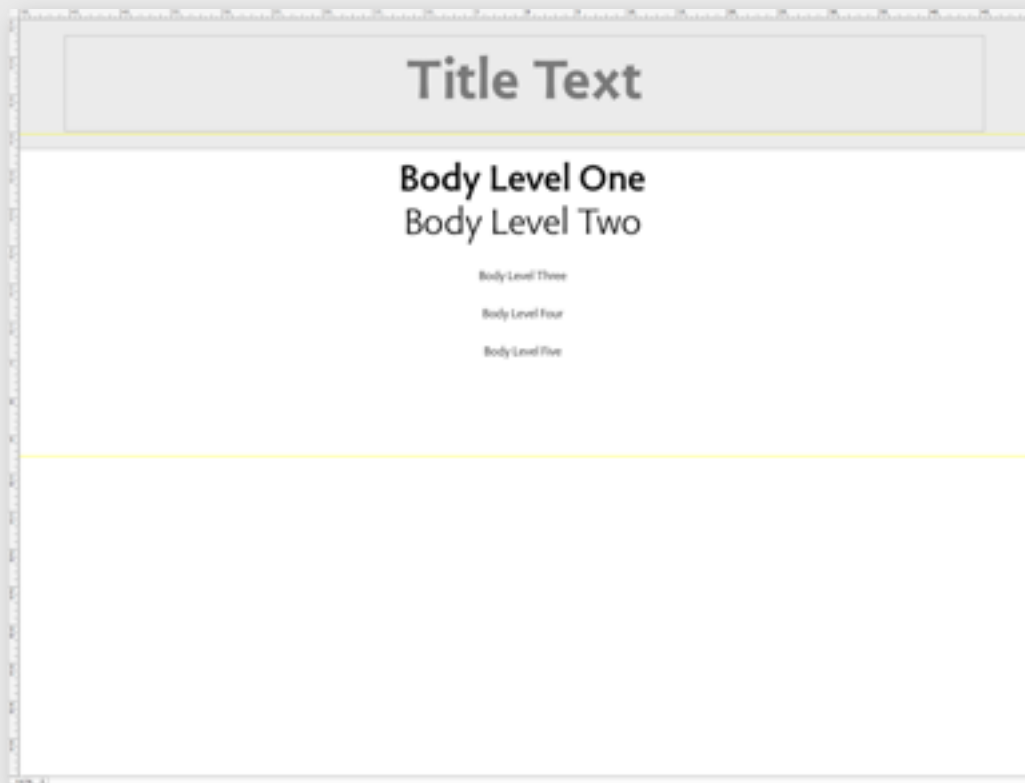 Title Text
Body Level One
Body Level Two
Body Level Three
Body Level Four
Body Level Five